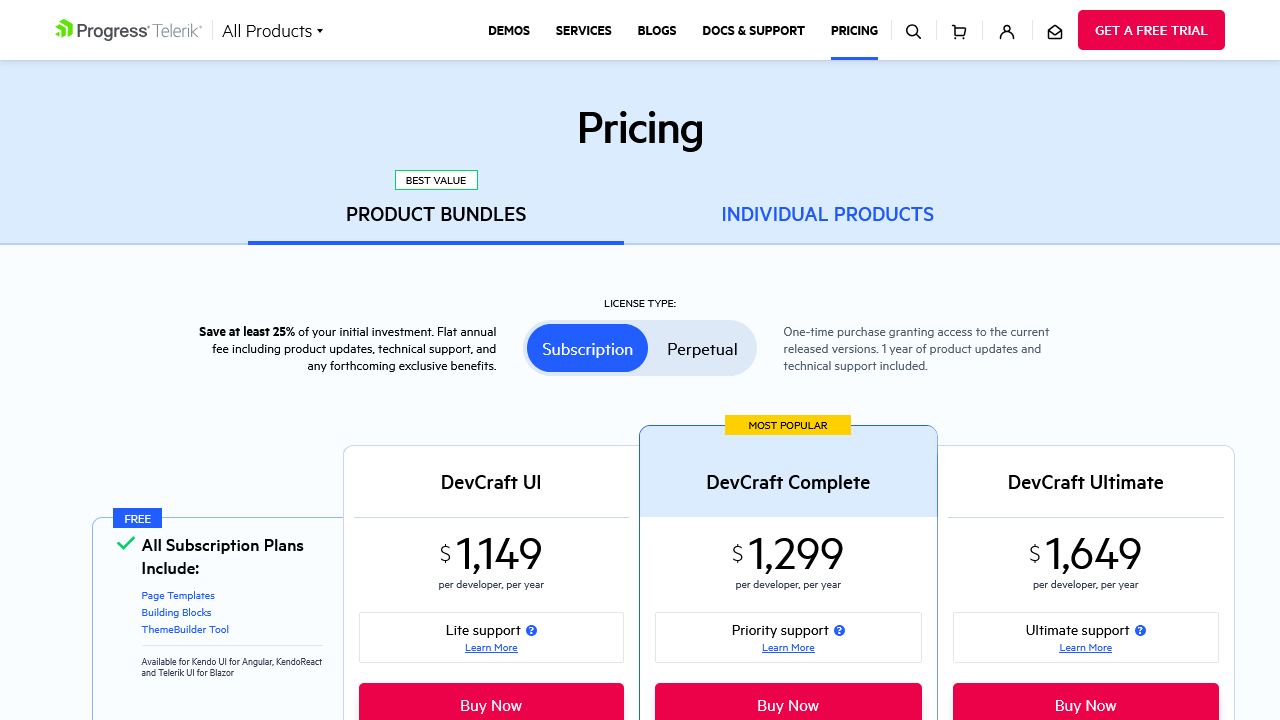 Progress Telerik
All Products
DEMOS SERVICES BLOGS DOCS & SUPPORT PRICING
GET A FREE TRIAL
Pricing
BEST VALUE
PRODUCT BUNDLES
INDIVIDUAL PRODUCTS
LICENSE TYPE:
Save at least 25% of your initial investment. Flat annual
fee including product updates, technical support, and
any forthcoming exclusive benefits.
Subscription
Perpetual
One-time purchase granting access to the current
released versions. 1 year of product updates and
technical support included.
FREE
All Subscription Plans
Include:
Page Templates
Building Blocks
ThemeBuilder Tool
Available for Kendo UI for Angular, KendoReact
and Telerik UI for Blazor
DevCraft UI
$ 1,149
per developer, per year
Lite support
Learn More
Buy Now
MOST POPULAR
DevCraft Complete
$ 1,299
per developer, per year
Priority support
Learn More
Buy Now
DevCraft Ultimate
$ 1,649
per developer, per year
Ultimate support
Learn More
Buy Now